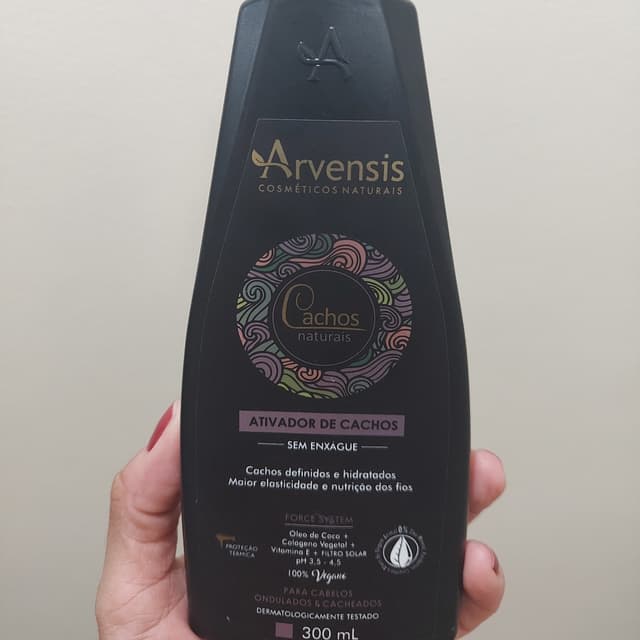 Arvensis
COSMÉTICOS NATURAIS
Cachos
naturais
ATIVADOR DE CACHOS
SEM ENXÁGUE
Cachos definidos e hidratados
Maior elasticidade e nutrição dos fios
FORCE SYSTEM
Óleo de Coco +
Colágeno Vegetal +
Vitamina E + FILTRO SOLAR
pH 3,5 - 4,5
100% Vegano
PROTEÇÃO
TÉRMICA
0%
PARA CABELOS
ONDULADOS & CACHEADOS
DERMATOLOGICAMENTE TESTADO
300 mL